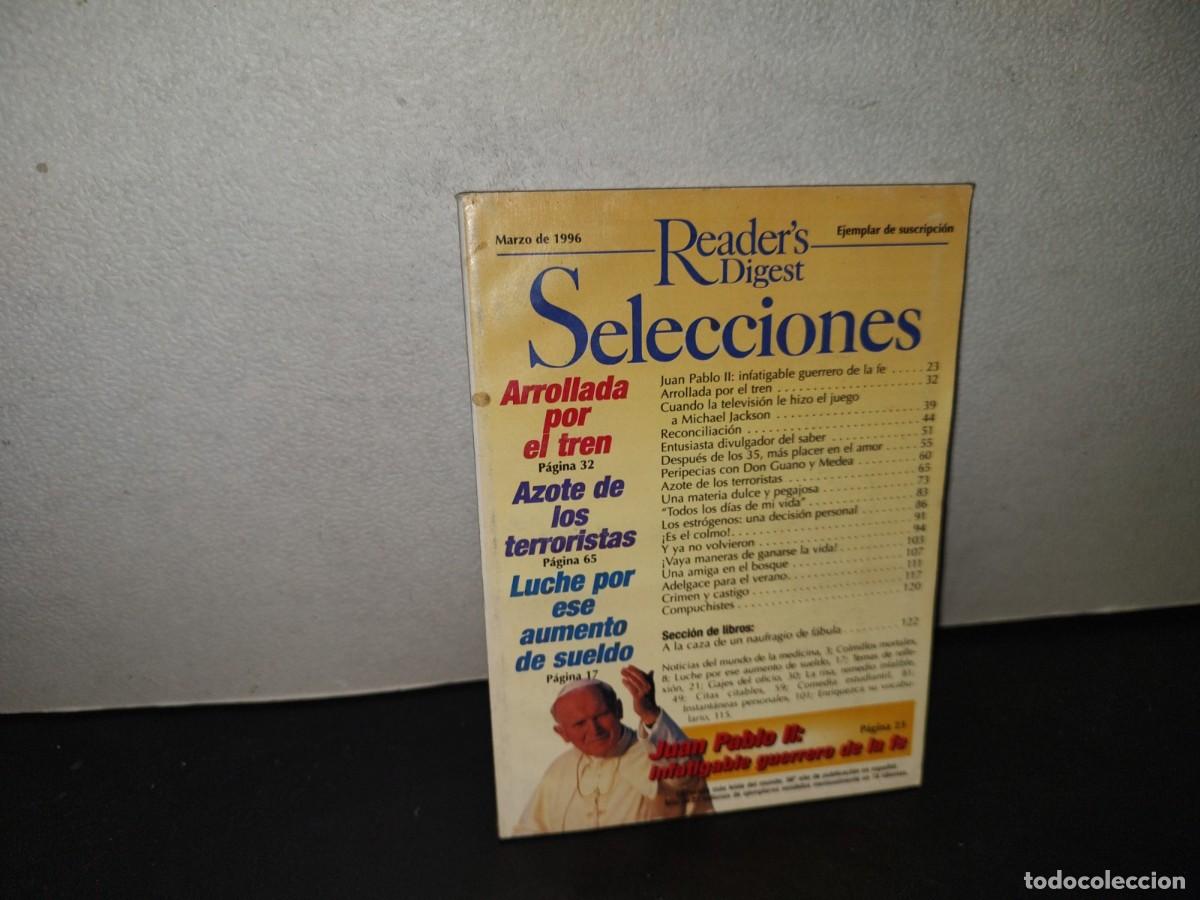 Marzo de 1996
Reader's
Digest
Ejemplar de suscripción
Selecciones
Arrollada
por
el tren
Página 32
Azote de
los
terroristas
Página 65
Luche por
ese
aumento
de sueldo
Página 17
Juan Pablo II: infatigable guerrero de la fe ..... 23
Arrollada por el tren ..... 32
Cuando la televisión le hizo el juego
a Michael Jackson ..... 39
Reconciliación ..... 44
Entusiasta divulgador del saber ..... 51
Después de los 35, más placer en el amor ..... 55
Peripecias con Don Guano y Medea ..... 60
Azote de los terroristas ..... 65
Una materia dulce y pegajosa ..... 73
"Todos los días de mi vida" ..... 83
Los estrógenos: una decisión personal ..... 86
¡Es el colmo! ..... 91
Y ya no volvieron ..... 94
¡Vaya maneras de ganarse la vida! ..... 103
Una amiga en el bosque ..... 107
Adelgace para el verano ..... 111
Crimen y castigo ..... 117
Compuchistes ..... 120
Sección de libros:
A la caza de un naufragio de fábula ..... 122
Noticias del mundo de la medicina, 3; Colmillos mortales,
8; Luche por ese aumento de sueldo, 17; Temas de refle-
xión, 21; Gajes del oficio, 30; La risa, remedio infalible,
49; Citas citables, 59; Comedia estudiantil, 81;
Instantáneas personales, 101; Enriquezca su vocabu-
lario, 115.
Página 23
Juan Pablo II:
infatigable guerrero de la fe
todocoleccion